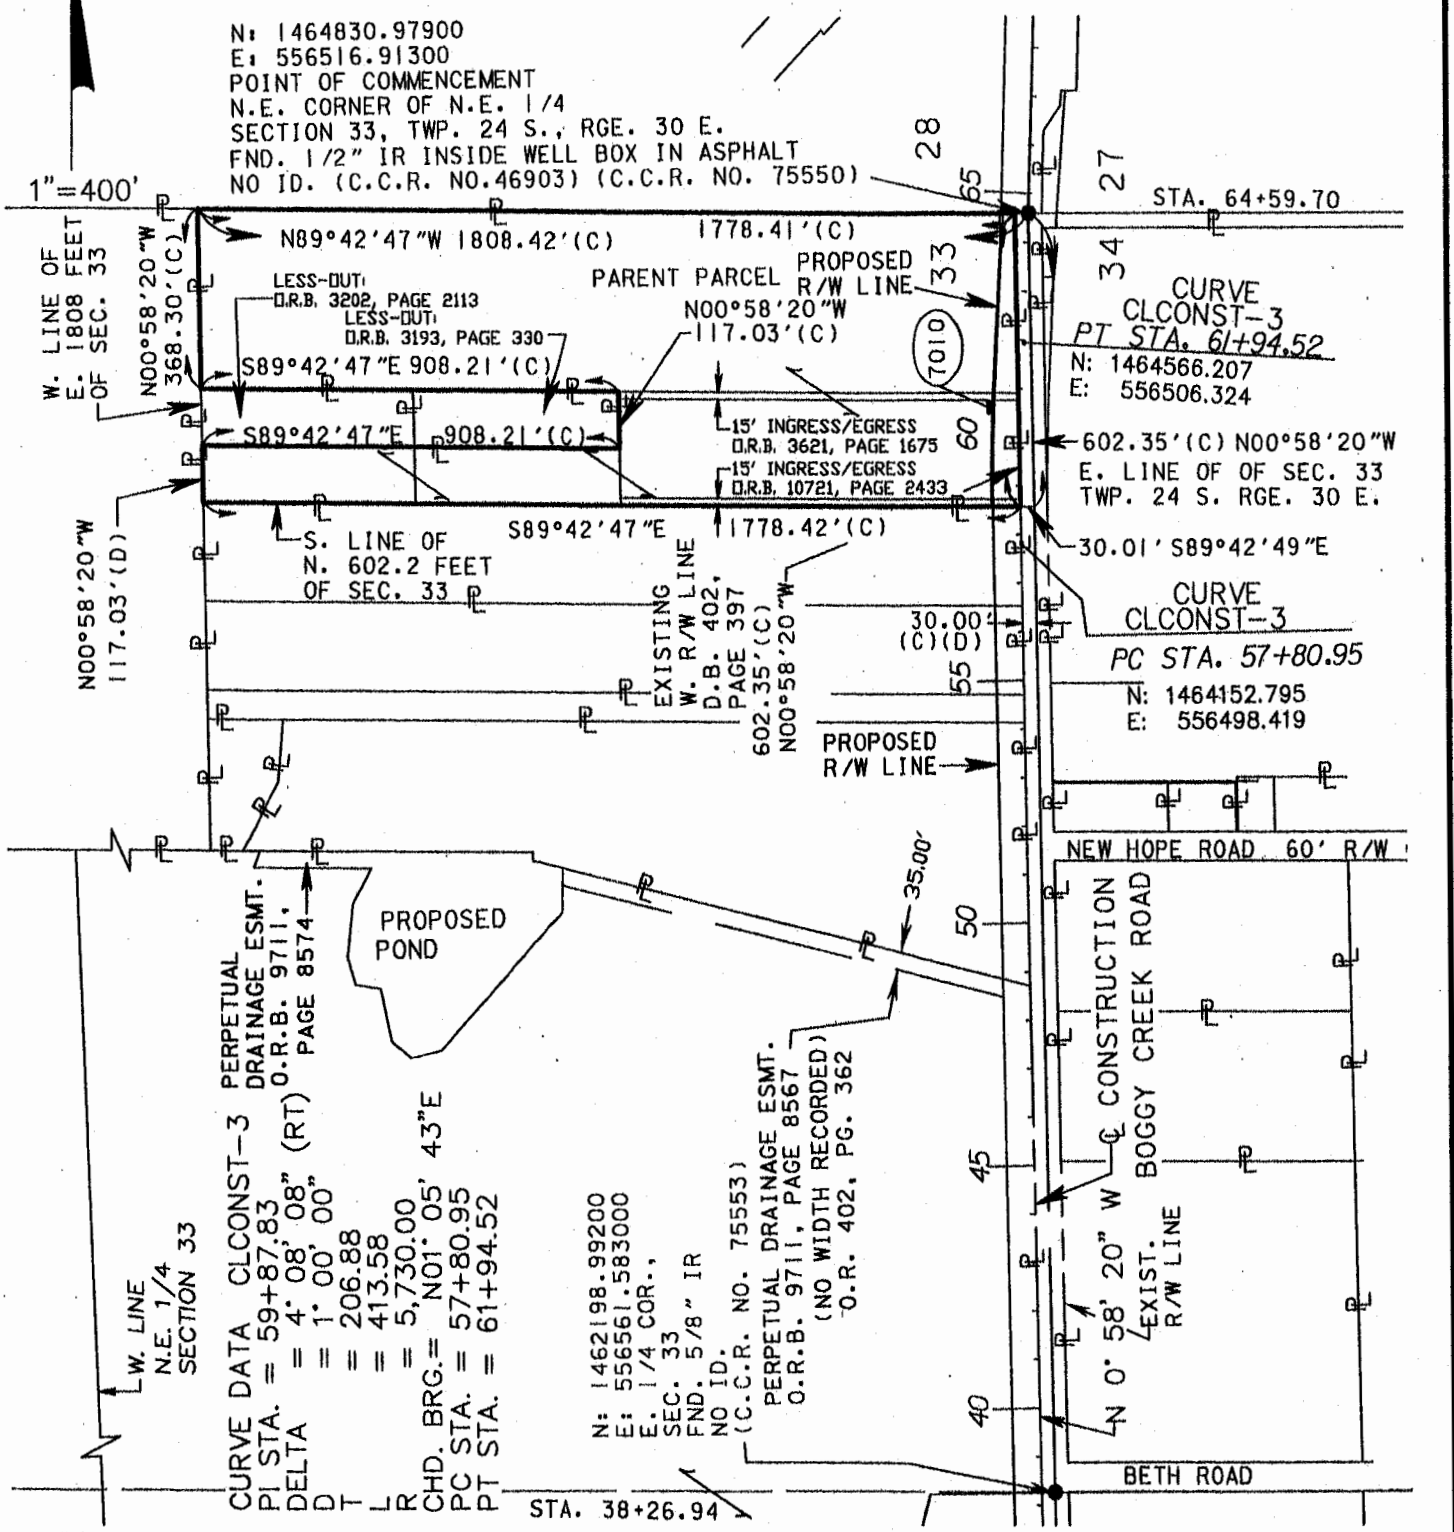 N: 1464830.97900
E: 556516.91300
POINT OF COMMENCEMENT
N.E. CORNER OF N.E. 1/4
SECTION 33, TWP. 24 S., RGE. 30 E.
FND. 1/2" IR INSIDE WELL BOX IN ASPHALT
NO ID. (C.C.R. NO.46903) (C.C.R. NO. 75550)
1"=400'
28
27
65
33
34
STA. 64+59.70
W. LINE OF
E. 1808 FEET
OF SEC. 33
N00°58'20"W
368.30'(C)
N89°42'47"W 1808.42'(C)
1778.41'(C)
LESS-OUT:
O.R.B. 3202, PAGE 2113
LESS-OUT:
O.R.B. 3193, PAGE 330
PARENT PARCEL
PROPOSED
R/W LINE
N00°58'20"W
117.03'(C)
7010
CURVE
CLCONST-3
PT STA. 61+94.52
N: 1464566.207
E: 556506.324
S89°42'47"E 908.21'(C)
S89°42'47"E 908.21'(C)
15' INGRESS/EGRESS
O.R.B. 3621, PAGE 1675
15' INGRESS/EGRESS
O.R.B. 10721, PAGE 2433
60
602.35'(C) N00°58'20"W
E. LINE OF OF SEC. 33
TWP. 24 S. RGE. 30 E.
N00°58'20"W
117.03'(D)
S. LINE OF
N. 602.2 FEET
OF SEC. 33
S89°42'47"E
1778.42'(C)
30.01' S89°42'49"E
EXISTING
W. R/W LINE
D.B. 402,
PAGE 397
602.35'(C)
N00°58'20"W
30.00'
(C)(D)
CURVE
CLCONST-3
PC STA. 57+80.95
N: 1464152.795
E: 556498.419
55
PROPOSED
R/W LINE
NEW HOPE ROAD 60' R/W
PERPETUAL
DRAINAGE ESMT.
O.R.B. 9711,
PAGE 8574
PROPOSED
POND
35.00'
50
CONSTRUCTION
BOGGY CREEK ROAD
PERPETUAL DRAINAGE ESMT.
O.R.B. 9711, PAGE 8567
(NO WIDTH RECORDED)
O.R. 402, PG. 362
45
W. LINE
N.E. 1/4
SECTION 33
CURVE DATA CLCONST-3
PI STA. = 59+87.83
DELTA = 4° 08' 08" (RT)
D = 1° 00' 00"
T = 206.88
L = 413.58
R = 5,730.00
CHD. BRG.= N01° 05' 43"E
PC STA. = 57+80.95
PT STA. = 61+94.52
N: 1462198.99200
E: 556561.583000
E. 1/4 COR.,
SEC. 33
FND. 5/8" IR
NO ID.
(C.C.R. NO. 75553)
40
N 0° 58' 20" W
EXIST.
R/W LINE
BETH ROAD
STA. 38+26.94